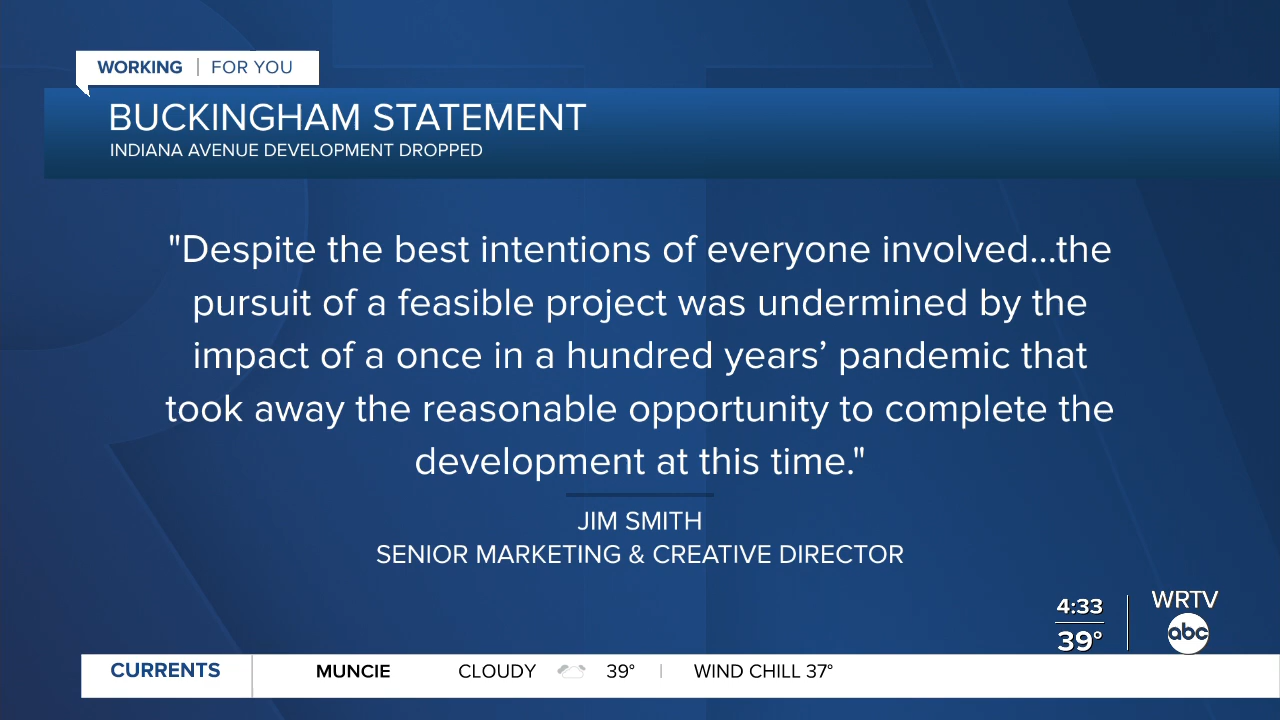 WORKING | FOR YOU
BUCKINGHAM STATEMENT
INDIANA AVENUE DEVELOPMENT DROPPED
"Despite the best intentions of everyone involved...the
pursuit of a feasible project was undermined by the
impact of a once in a hundred years’ pandemic that
took away the reasonable opportunity to complete the
development at this time."
JIM SMITH
SENIOR MARKETING & CREATIVE DIRECTOR
4:33
39°
WRTV
abc
CURRENTS MUNCIE CLOUDY 39° | WIND CHILL 37°